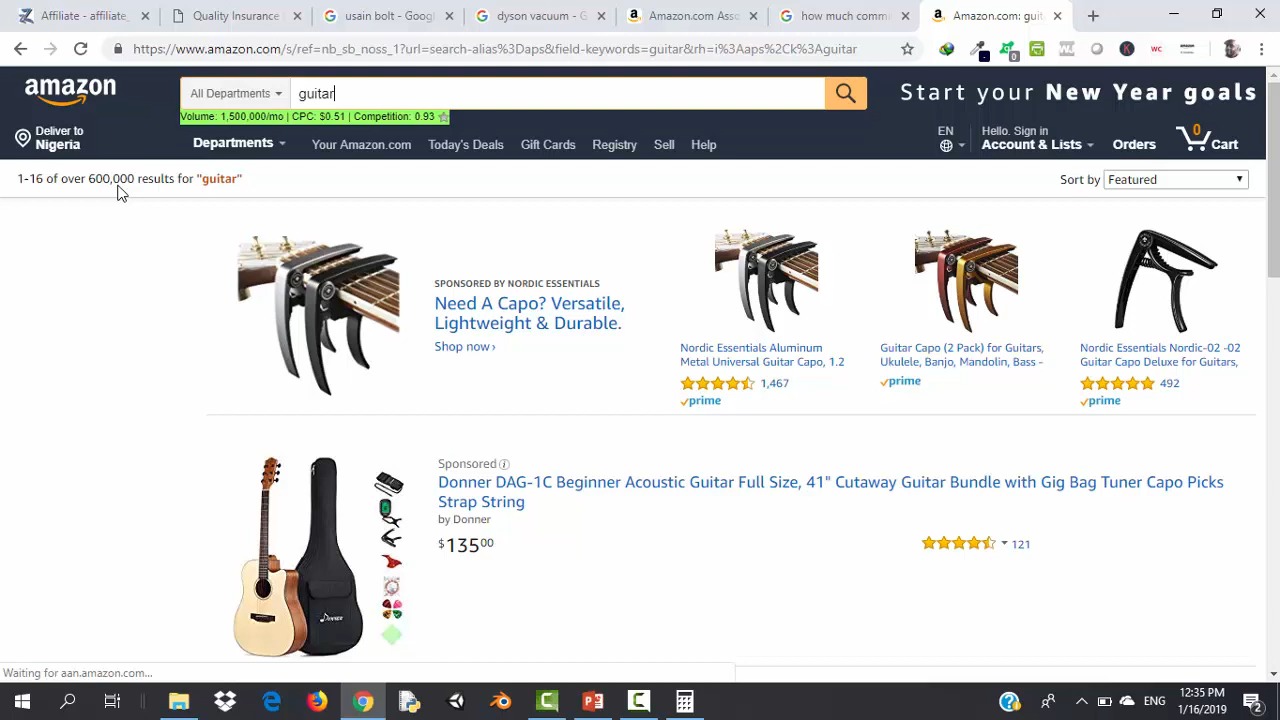 Affiliate - affiliate_
Quality Insurance
usain bolt - Goog
dyson vacuum - G
Amazon.com Asso
how much comm
Amazon.com: guit
https://www.amazon.com/s/ref=nb_sb_noss_1?url=search-alias%3Daps&field-keywords=guitar&rh=i%3Aaps%2Ck%3Aguitar
amazon
All Departments
guitar
Start your New Year goals
Volume: 1,500,000/mo | CPC: $0.51 | Competition: 0.93
Deliver to
Nigeria
Departments
Your Amazon.com
Today's Deals
Gift Cards
Registry
Sell
Help
EN
Hello. Sign in
Account & Lists
Orders
0
Cart
1-16 of over 600,000 results for "guitar"
Sort by
Featured
SPONSORED BY NORDIC ESSENTIALS
Need A Capo? Versatile,
Lightweight & Durable.
Shop now ›
Nordic Essentials Aluminum
Metal Universal Guitar Capo, 1.2
1,467
prime
Guitar Capo (2 Pack) for Guitars,
Ukulele, Banjo, Mandolin, Bass -
prime
Nordic Essentials Nordic-02 -02
Guitar Capo Deluxe for Guitars,
492
prime
Sponsored
Donner DAG-1C Beginner Acoustic Guitar Full Size, 41" Cutaway Guitar Bundle with Gig Bag Tuner Capo Picks
Strap String
by Donner
$135 00
121
Donner
Waiting for aan.amazon.com...
ENG
12:35 PM
1/16/2019
2